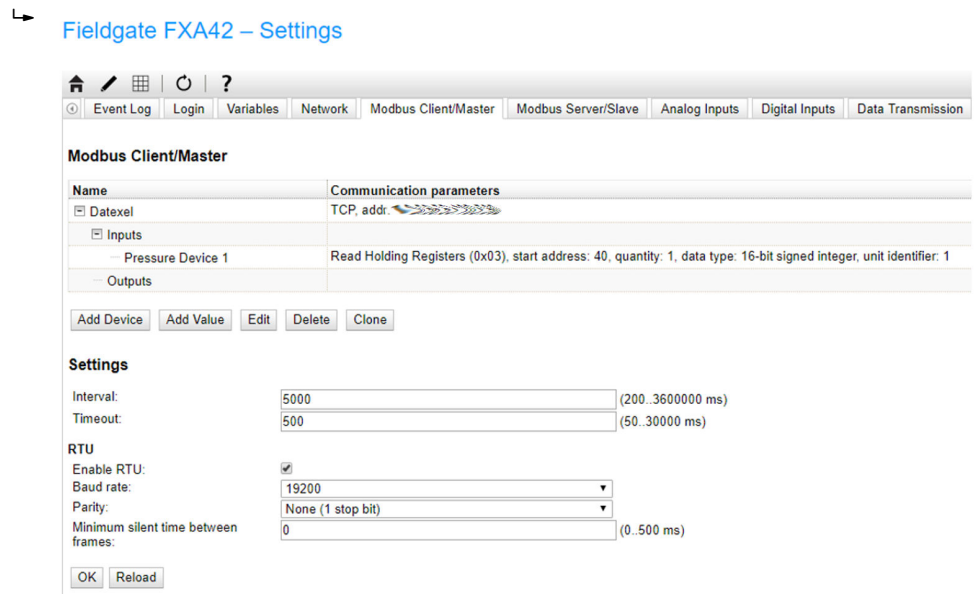 Fieldgate FXA42 – Settings
Event Log Login Variables Network Modbus Client/Master Modbus Server/Slave Analog Inputs Digital Inputs Data Transmission
Modbus Client/Master
Name Communication parameters
Datexel TCP, addr.
Inputs
Pressure Device 1 Read Holding Registers (0x03), start address: 40, quantity: 1, data type: 16-bit signed integer, unit identifier: 1
Outputs
Add Device Add Value Edit Delete Clone
Settings
Interval: 5000 (200..3600000 ms)
Timeout: 500 (50..30000 ms)
RTU
Enable RTU:
Baud rate: 19200
Parity: None (1 stop bit)
Minimum silent time between
frames: 0 (0..500 ms)
OK Reload